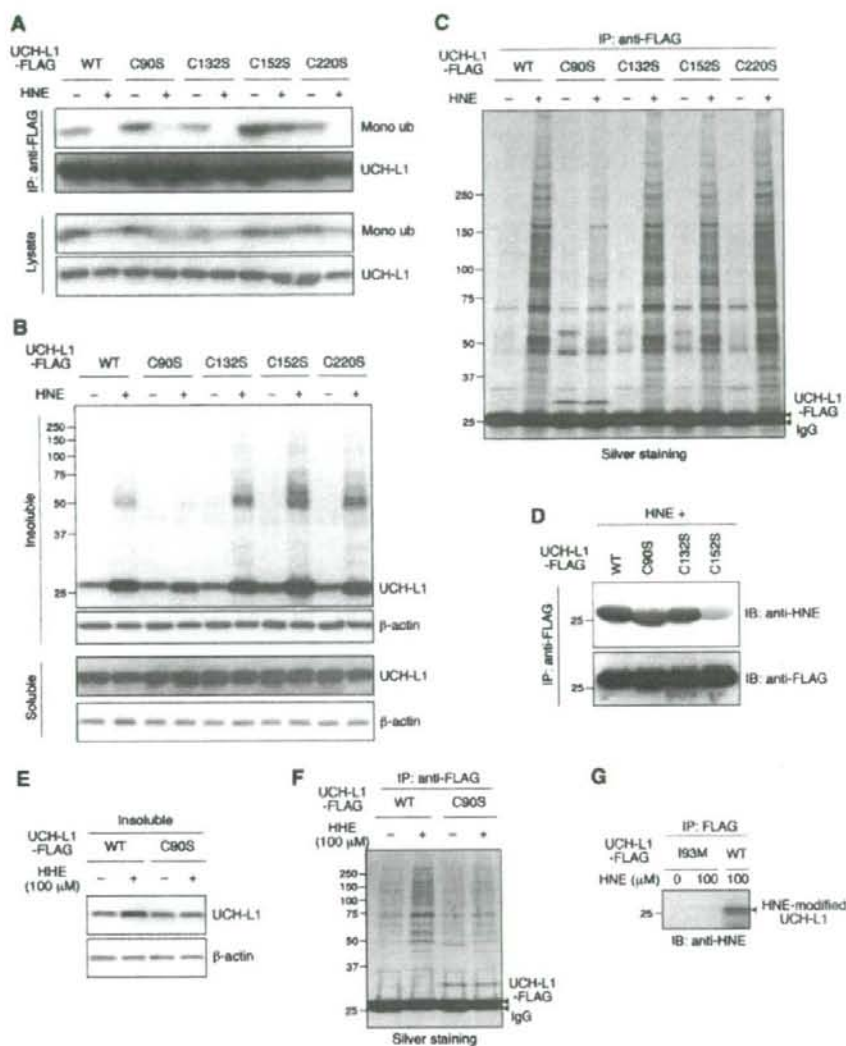 A
UCH-L1
-FLAG
WT C90S C132S C152S C220S
HNE - + - + - + - + - +
IP: anti-FLAG
Mono ub
UCH-L1
Lysate
Mono ub
UCH-L1
B
UCH-L1
-FLAG
WT C90S C132S C152S C220S
HNE - + - + - + - + - +
Insoluble
250
150
75
50
37
25
UCH-L1
β-actin
Soluble
UCH-L1
β-actin
C
IP: anti-FLAG
UCH-L1
-FLAG
WT C90S C132S C152S C220S
HNE - + - + - + - + - +
250
150
100
75
50
37
25
UCH-L1
-FLAG
IgG
Silver staining
D
HNE +
UCH-L1
-FLAG
WT
C90S
C132S
C152S
IP: anti-FLAG
25
IB: anti-HNE
25
IB: anti-FLAG
E
Insoluble
UCH-L1
-FLAG
WT C90S
HHE
(100 μM)
- + - +
UCH-L1
β-actin
F
IP: anti-FLAG
UCH-L1
-FLAG
WT C90S
HHE
(100 μM)
- + - +
250
150
100
75
50
37
25
UCH-L1
-FLAG
IgG
Silver staining
G
IP: FLAG
UCH-L1
-FLAG
I93M WT
HNE (μM) 0 100 100
25
HNE-modified
UCH-L1
IB: anti-HNE